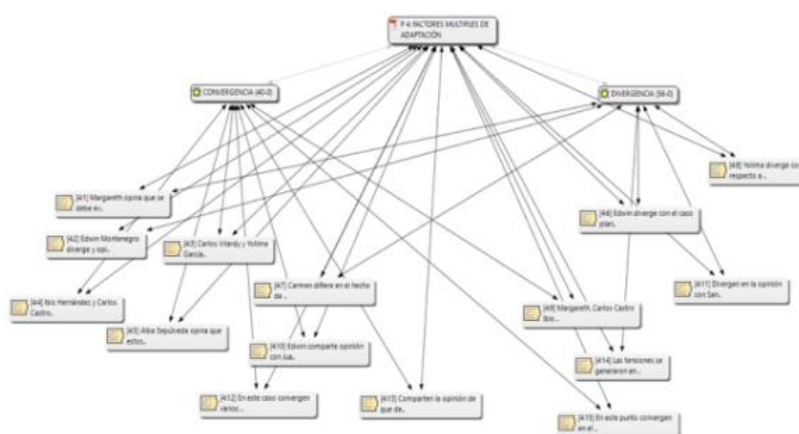 P 4: FACTORES MULTIPLES DE
ADAPTACIÓN
CONVERGENCIA {40-0}
DIVERGENCIA {56-0}
[4:8] Yolima diverge con
respecto a ..
[4:1] Margareth opina que se
debe ev..
[4:6] Edwin diverge con el caso
plan..
[4:2] Edwin Montenegro
diverge y opi..
[4:3] Carlos Villardy y Yolima
García..
[4:7] Carmen difiere en el hecho
de ..
[4:11] Divergen en la opinión
con San..
[4:4] Ibis Hernández y Carlos
Castro..
[4:9] Margareth, Carlos Castro
Ibis ..
[4:5] Alba Sepúlveda opina que
estos..
[4:10] Edwin comparte opinión
con sus..
[4:14] Las tensiones se
generaron en..
[4:12] En este caso convergen
varios ..
[4:13] Comparten la opinión de
que de..
[4:15] En este punto convergen
en el ..